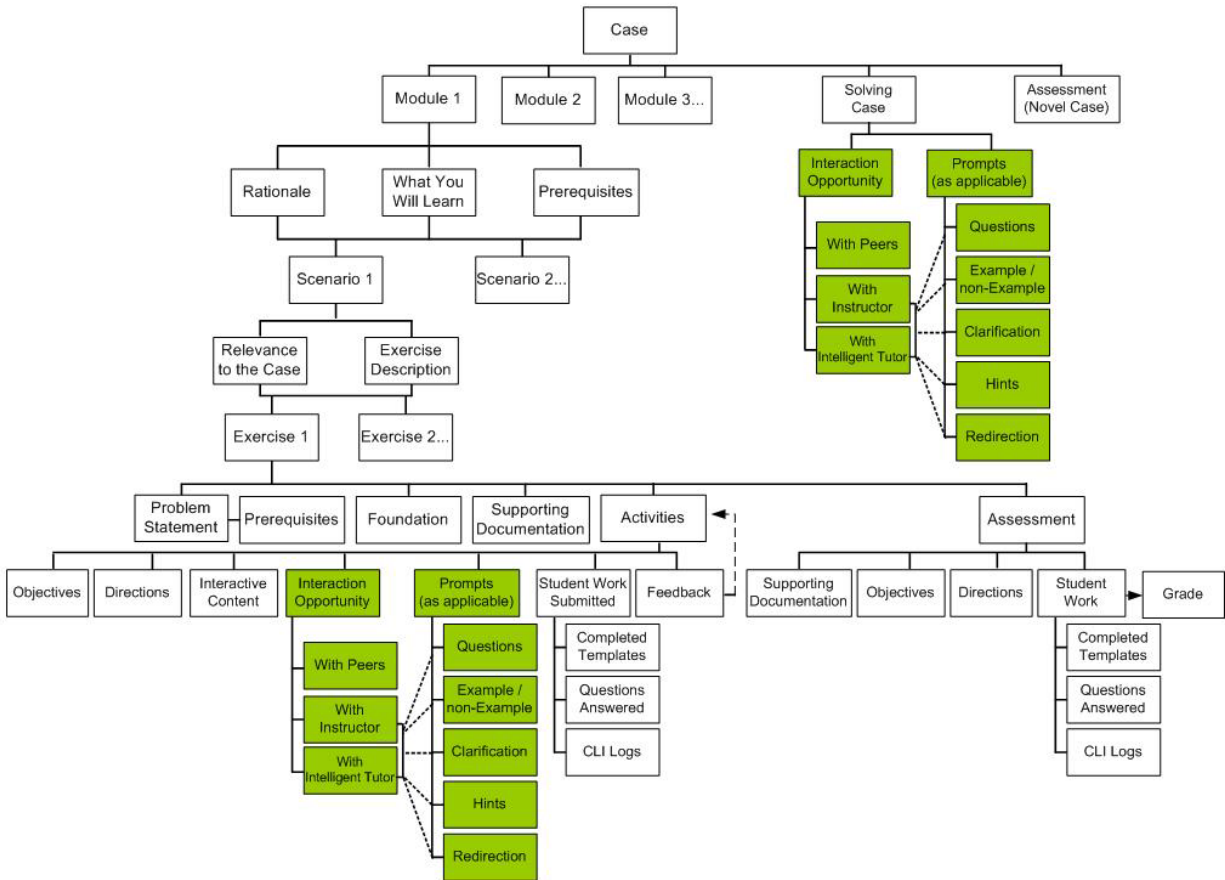 Case
Module 1
Module 2
Module 3...
Solving
Case
Assessment
(Novel Case)
Rationale
What You
Will Learn
Prerequisites
Interaction
Opportunity
Prompts
(as applicable)
With Peers
With
Instructor
With
Intelligent Tutor
Questions
Example /
non-Example
Clarification
Hints
Redirection
Scenario 1
Scenario 2...
Relevance
to the Case
Exercise
Description
Exercise 1
Exercise 2...
Problem
Statement
Prerequisites
Foundation
Supporting
Documentation
Activities
Assessment
Objectives
Directions
Interactive
Content
Interaction
Opportunity
Prompts
(as applicable)
Student Work
Submitted
Feedback
With Peers
With
Instructor
With
Intelligent Tutor
Questions
Example /
non-Example
Clarification
Hints
Redirection
Completed
Templates
Questions
Answered
CLI Logs
Supporting
Documentation
Objectives
Directions
Student
Work
Grade
Completed
Templates
Questions
Answered
CLI Logs